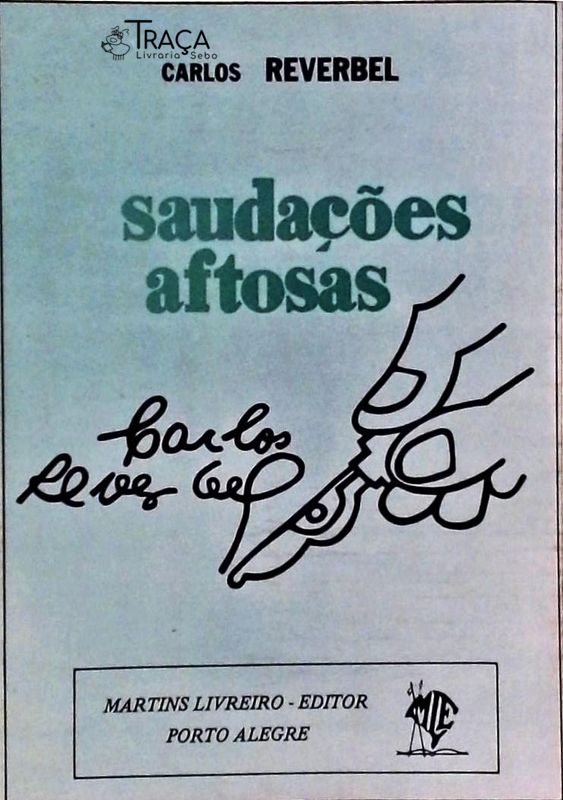 TRAÇA
Livraria Sebo
CARLOS REVERBEL
saudações
aftosas
Carlos
Reverbel
MARTINS LIVREIRO - EDITOR
PORTO ALEGRE
MLE